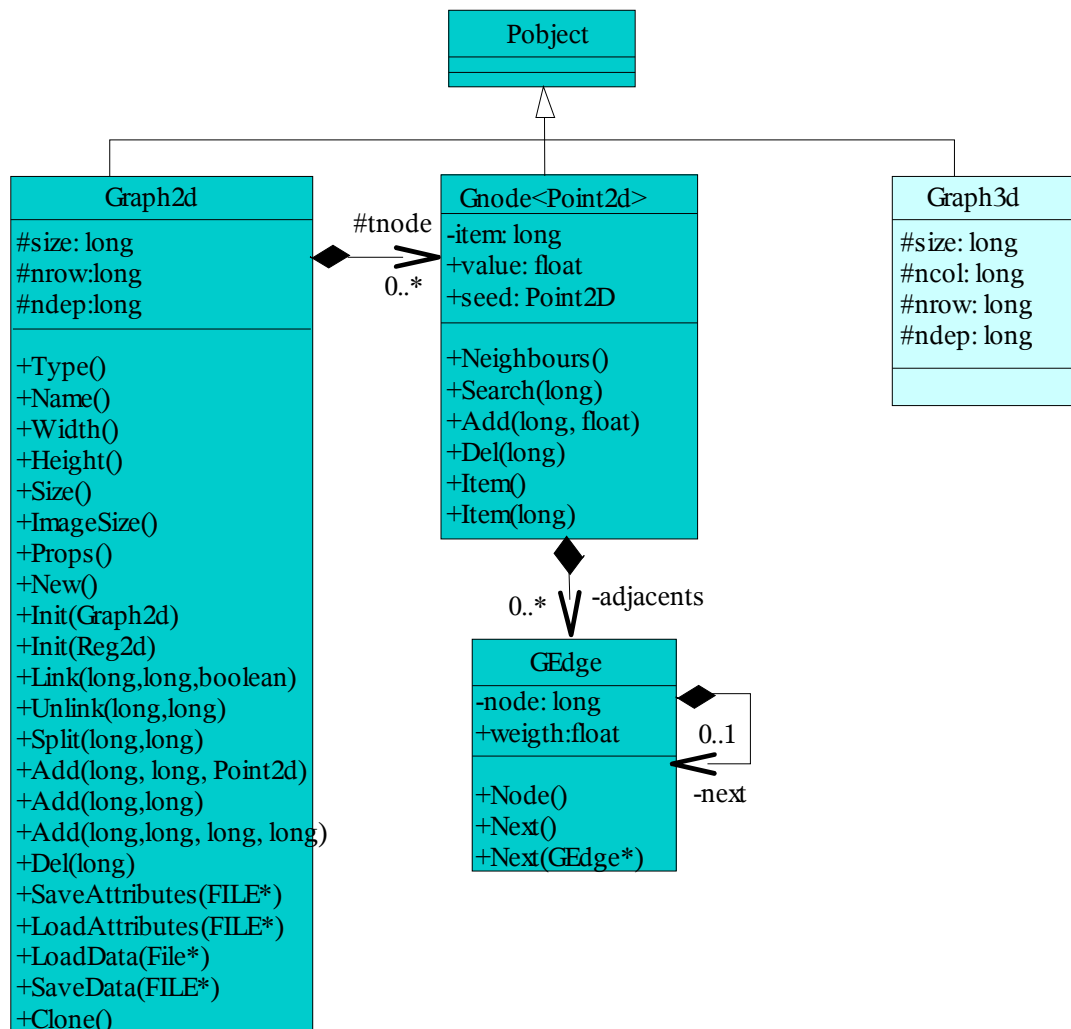 Pobject
Graph2d
#size: long
#nrow:long
#ndep:long
+Type()
+Name()
+Width()
+Height()
+Size()
+ImageSize()
+Props()
+New()
+Init(Graph2d)
+Init(Reg2d)
+Link(long,long,boolean)
+Unlink(long,long)
+Split(long,long)
+Add(long, long, Point2d)
+Add(long,long)
+Add(long,long, long, long)
+Del(long)
+SaveAttributes(FILE*)
+LoadAttributes(FILE*)
+LoadData(File*)
+SaveData(FILE*)
+Clone()
#tnode
0..*
Gnode<Point2d>
-item: long
+value: float
+seed: Point2D
+Neighbours()
+Search(long)
+Add(long, float)
+Del(long)
+Item()
+Item(long)
0..*
-adjacents
GEdge
-node: long
+weigth:float
+Node()
+Next()
+Next(GEdge*)
0..1
-next
Graph3d
#size: long
#ncol: long
#nrow: long
#ndep: long